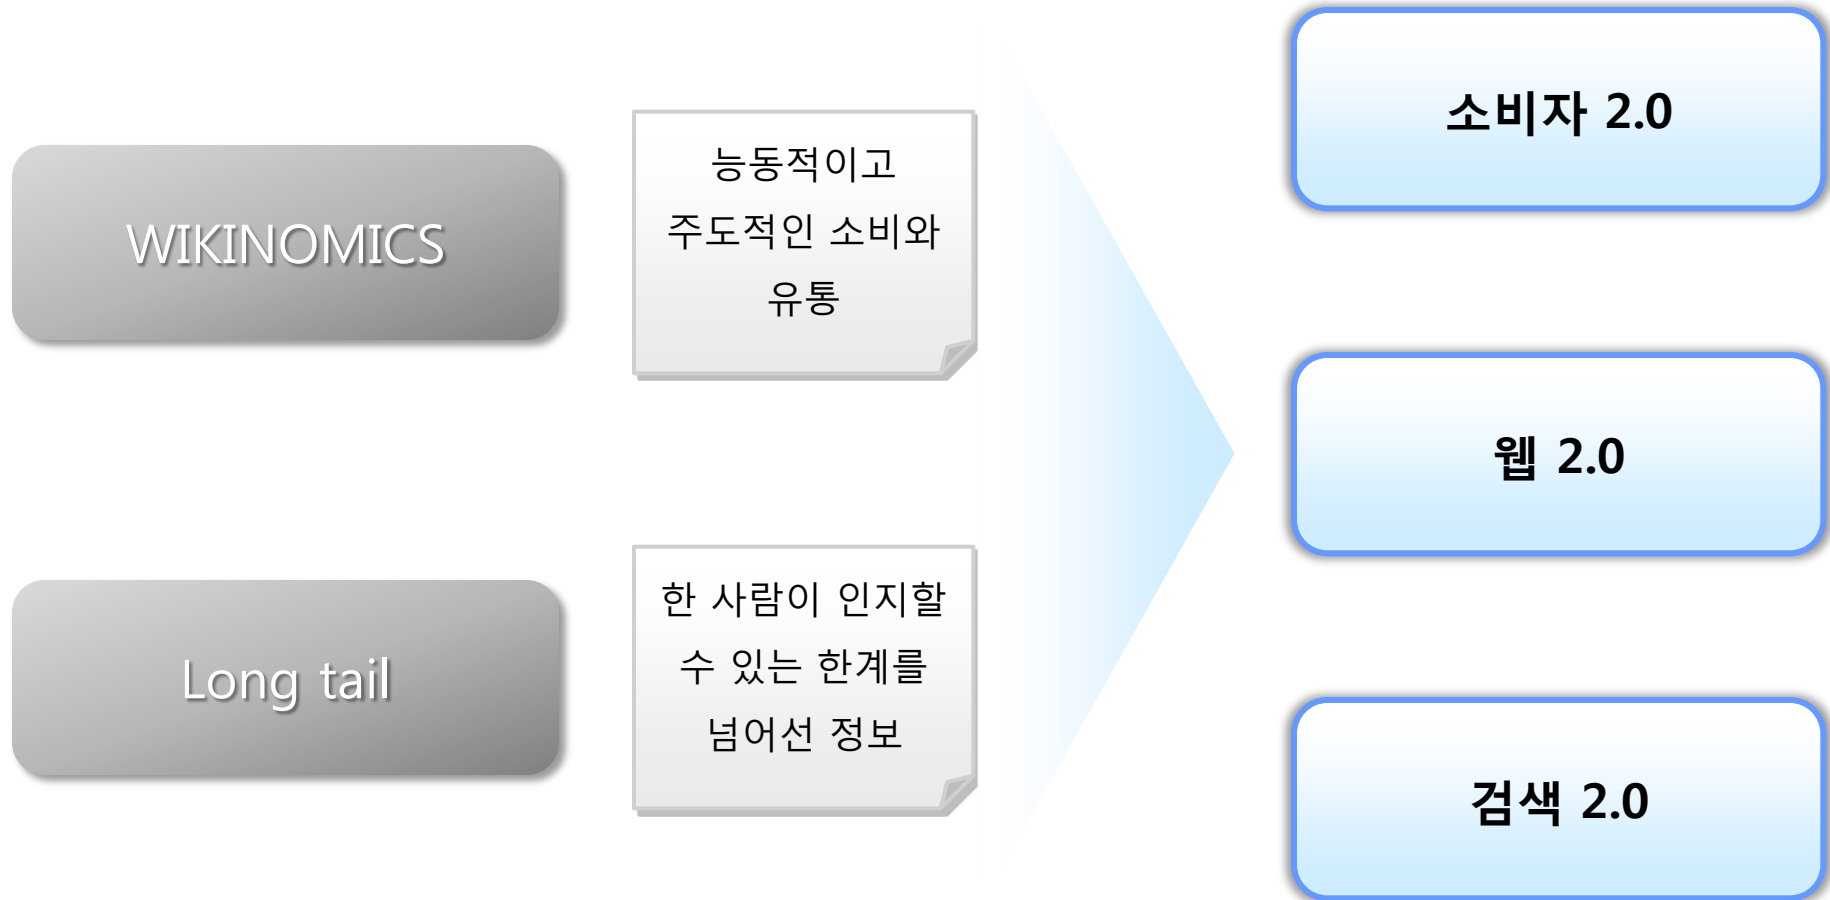 WIKINOMICS
능동적이고
주도적인 소비와
유통
Long tail
한 사람이 인지할
수 있는 한계를
넘어선 정보
소비자 2.0
웹 2.0
검색 2.0